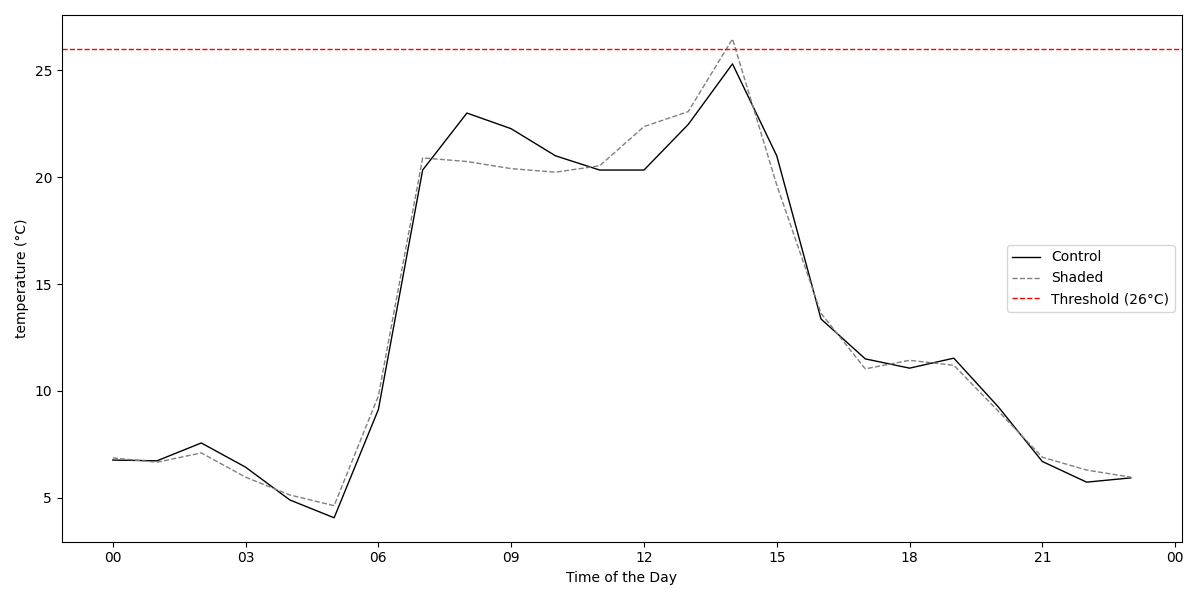 25
20
15
10
5
temperature (°C)
Control
Shaded
Threshold (26°C)
00 03 06 09 12 15 18 21 00
Time of the Day